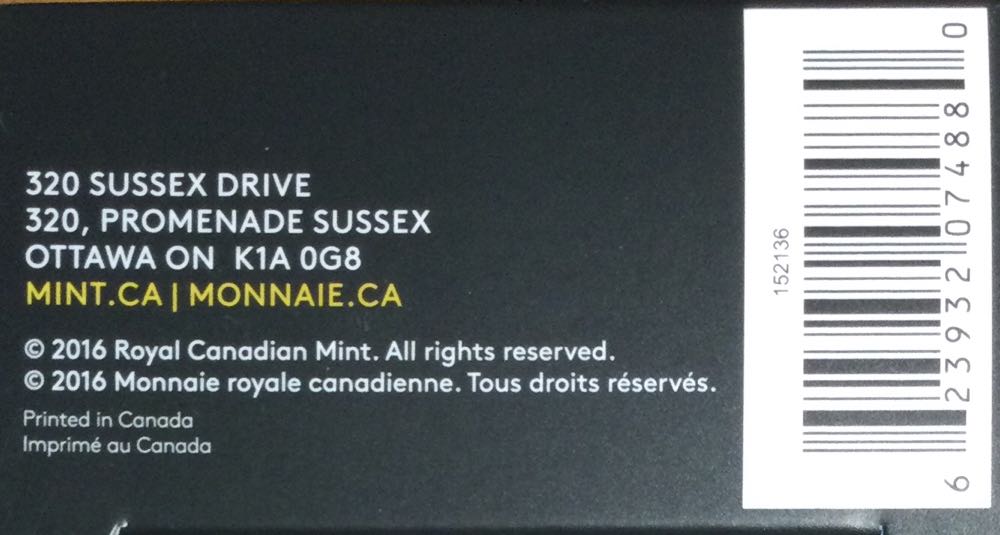 320 SUSSEX DRIVE
320, PROMENADE SUSSEX
OTTAWA ON K1A 0G8
MINT.CA | MONNAIE.CA
© 2016 Royal Canadian Mint. All rights reserved.
© 2016 Monnaie royale canadienne. Tous droits réservés.
Printed in Canada
Imprimé au Canada
152136
6 23932 07488 0